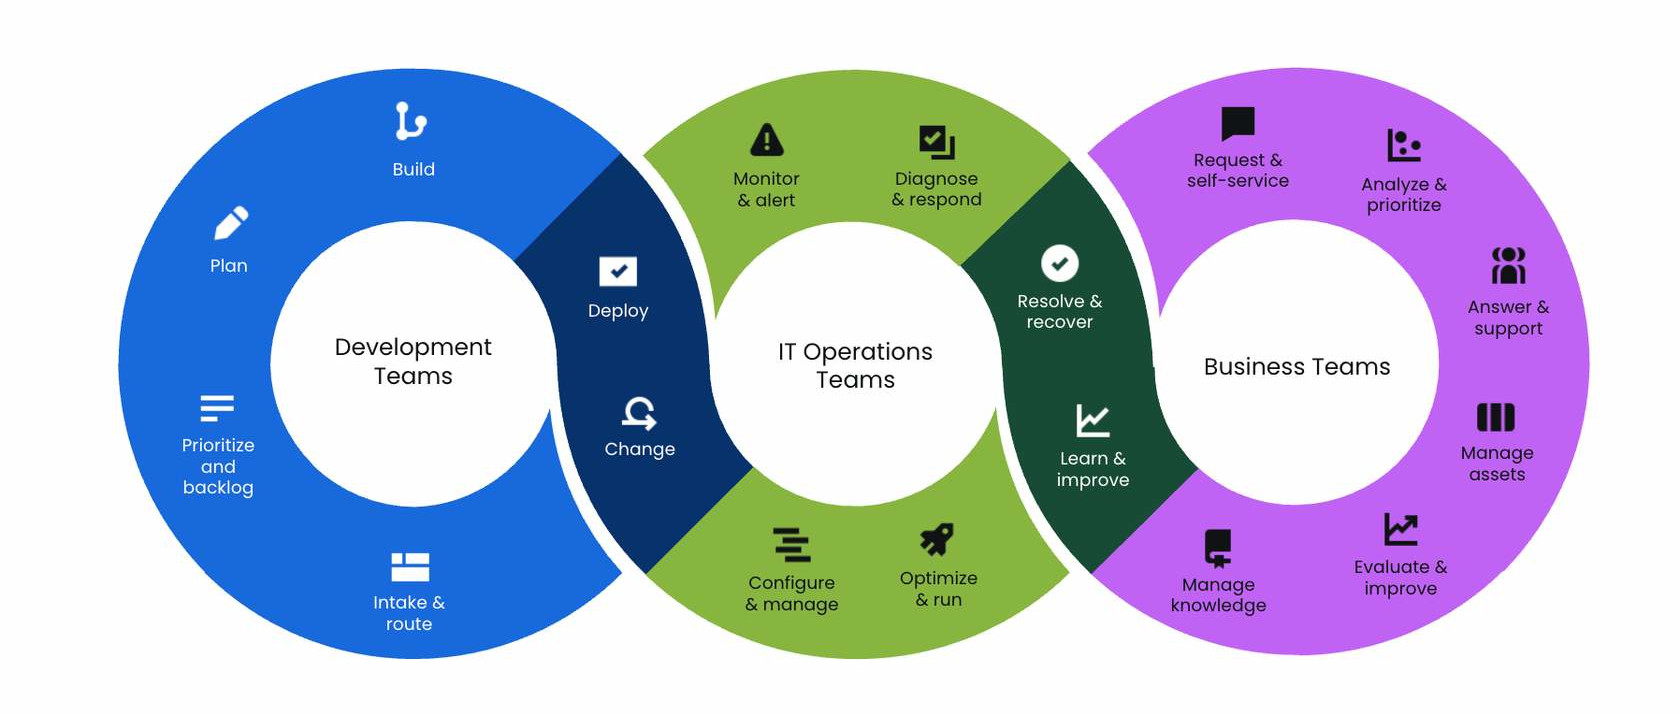 Build
Plan
Prioritize
and
backlog
Intake &
route
Development
Teams
Deploy
Change
Monitor
& alert
Diagnose
& respond
IT Operations
Teams
Configure
& manage
Optimize
& run
Resolve &
recover
Learn &
improve
Request &
self-service
Analyze &
prioritize
Answer &
support
Business Teams
Manage
assets
Evaluate &
improve
Manage
knowledge